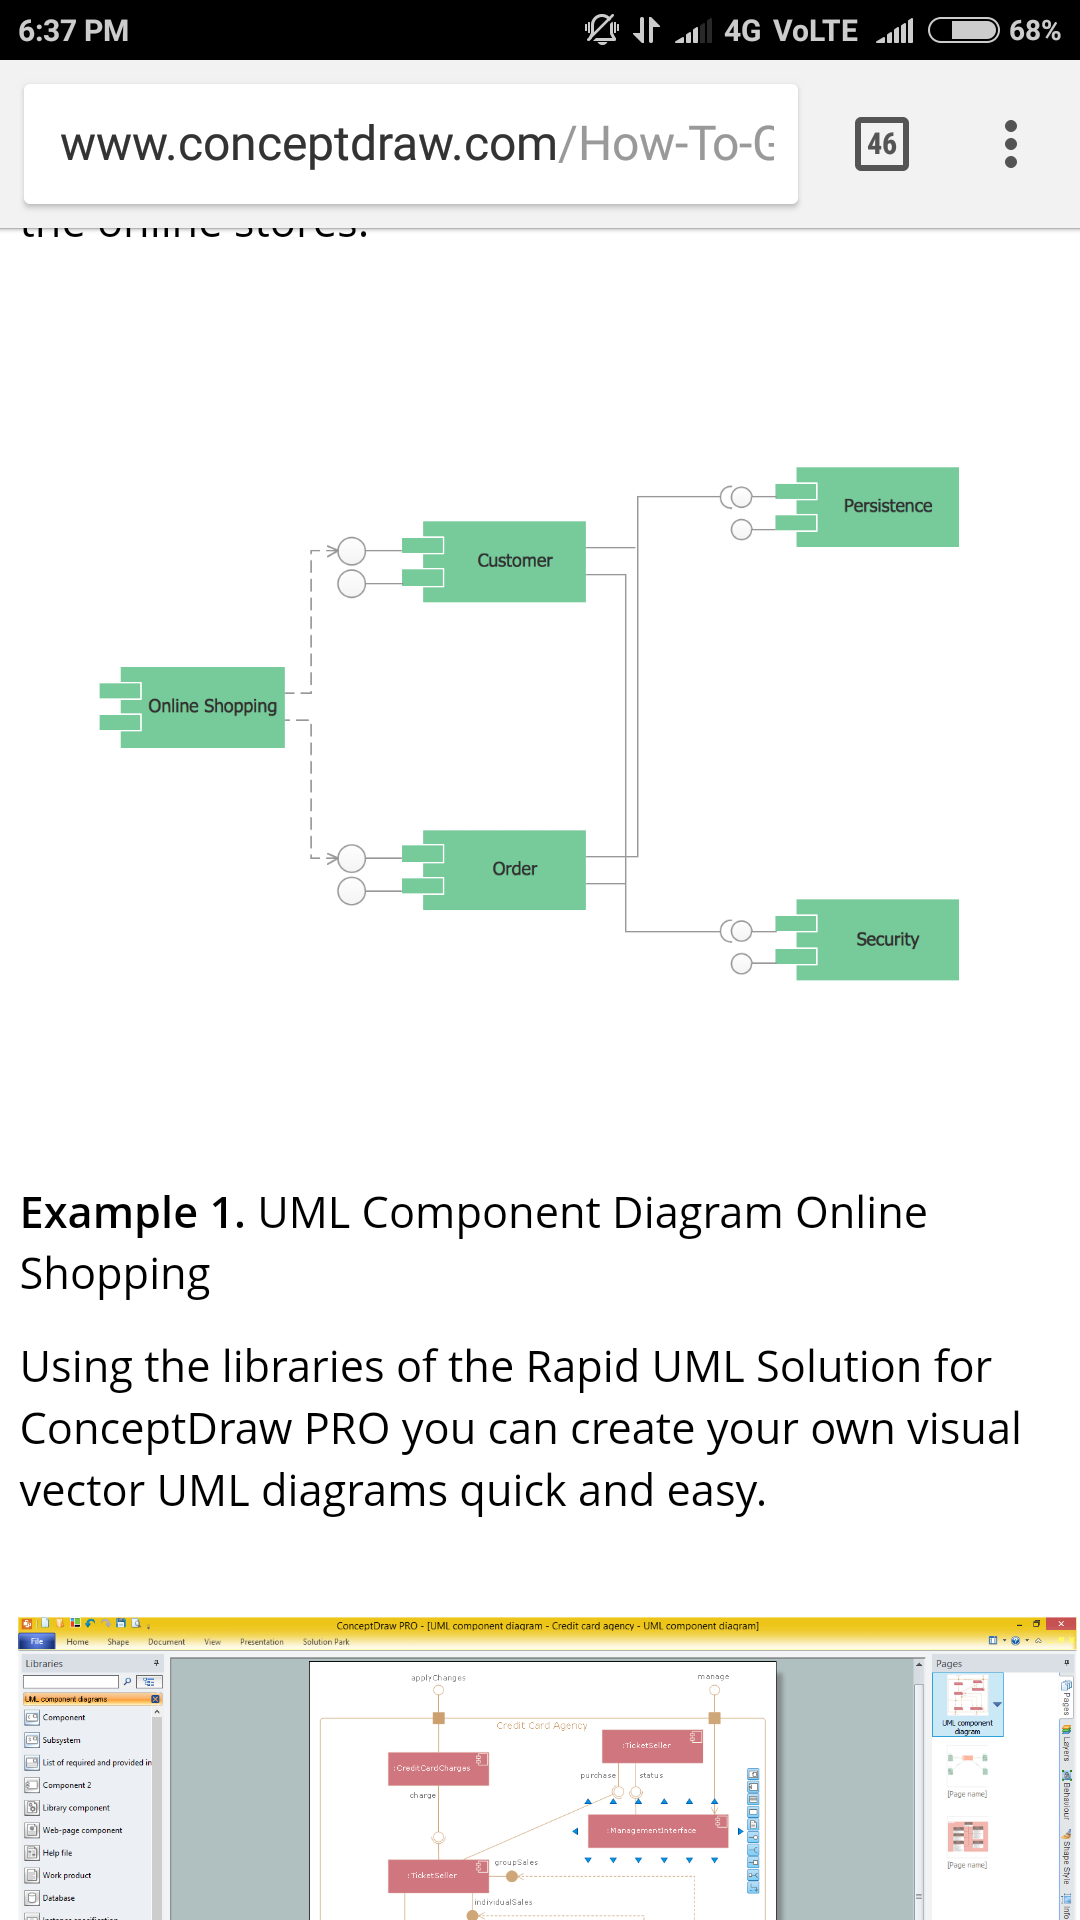 6:37 PM
4G VoLTE
68%
www.conceptdraw.com/How-To-G
46
the online stores.
Persistence
Customer
Online Shopping
Order
Security
Example 1. UML Component Diagram Online
Shopping
Using the libraries of the Rapid UML Solution for
ConceptDraw PRO you can create your own visual
vector UML diagrams quick and easy.
ConceptDraw PRO - [UML component diagram - Credit card agency - UML component diagram]
File Home Shape Document View Presentation Solution Park
Libraries
Pages
UML component diagrams
Component
Subsystem
List of required and provided in
Component 2
Library component
Web-page component
Help file
Work product
Database
Instance specification
applyChanges
manage
Credit Card Agency
:TicketSeller
:CreditCardCharges
purchase
status
charge
:ManagementInterface
groupSales
:TicketSeller
individualSales
UML component
diagram
[Page name]
[Page name]
Pages
Layers
Behaviour
Shape Style
Info